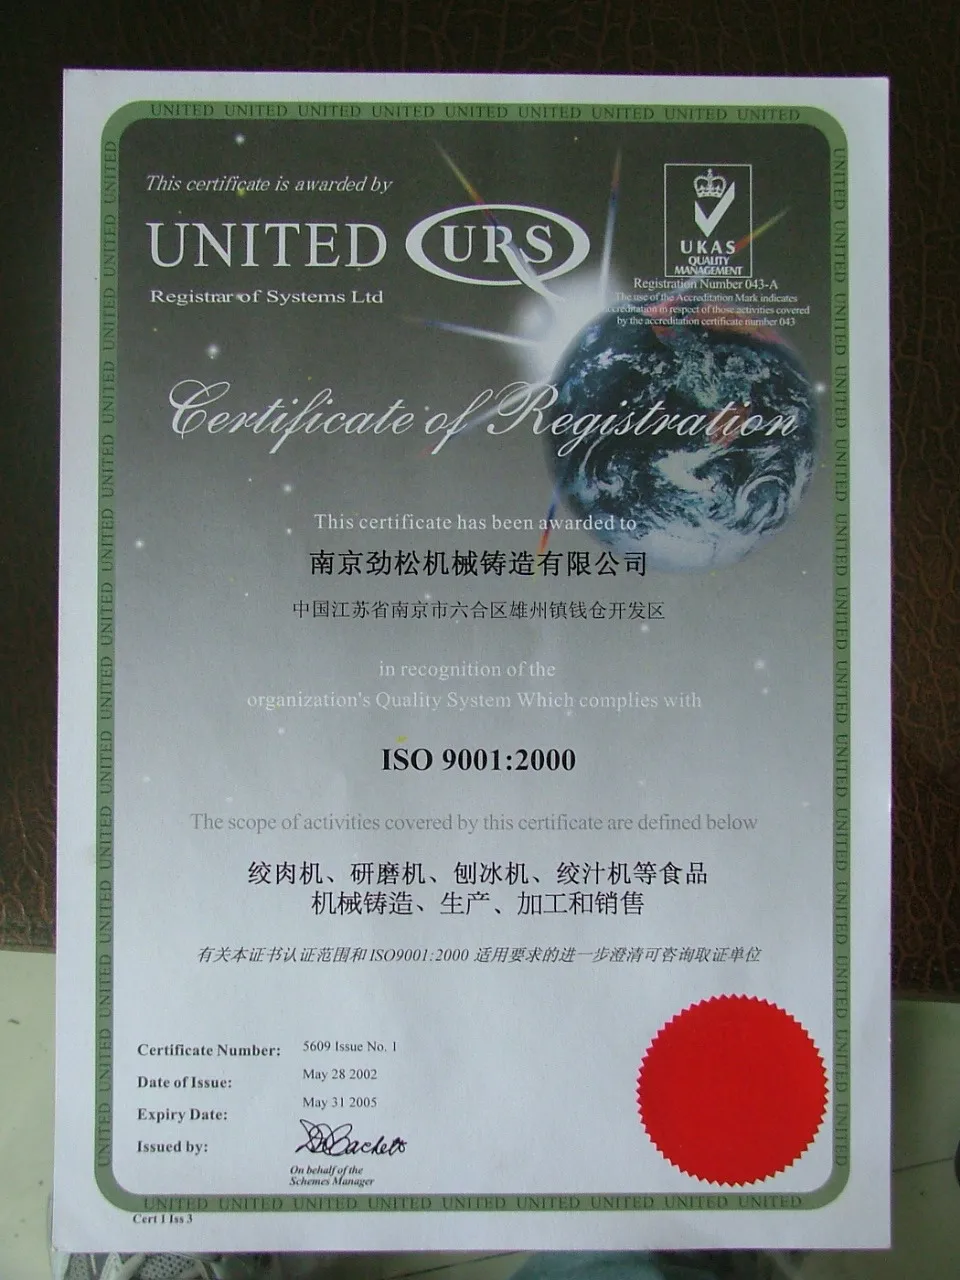 UNITED UNITED UNITED UNITED UNITED UNITED UNITED UNITED UNITED
This certificate is awarded by
UNITED URS
Registrar of Systems Ltd
UKAS
QUALITY
MANAGEMENT
Registration Number 043-A
The use of the Accreditation Mark indicates
accreditation in respect of those activities covered
by the accreditation certificate number 043
Certificate of Registration
This certificate has been awarded to
南京劲松机械铸造有限公司
中国江苏省南京市六合区雄州镇钱仓开发区
in recognition of the
organization's Quality System Which complies with
ISO 9001:2000
The scope of activities covered by this certificate are defined below
绞肉机、研磨机、刨冰机、绞汁机等食品
机械铸造、生产、加工和销售
有关本证书认证范围和 ISO9001:2000 适用要求的进一步澄清可咨询取证单位
Certificate Number: 5609 Issue No. 1
Date of Issue: May 28 2002
Expiry Date: May 31 2005
Issued by:
On behalf of the
Schemes Manager
UNITED UNITED UNITED UNITED UNITED UNITED UNITED UNITED UNITED
Cert 1 Iss 3